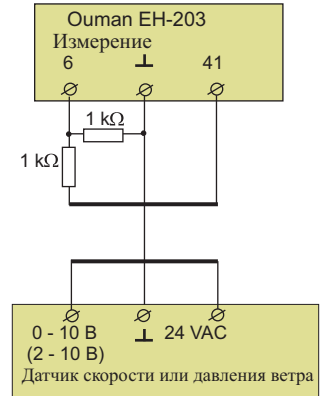 Ouman EH-203
Измерение
6 ⊥ 41
1 kΩ
1 kΩ
0 - 10 В ⊥ 24 VAC
(2 - 10 В)
Датчик скорости или давления ветра